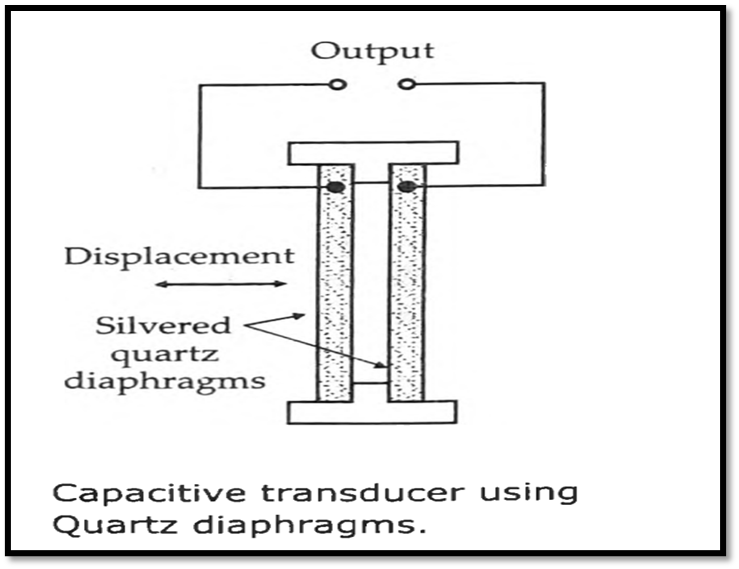 Output
Displacement
Silvered
quartz
diaphragms
Capacitive transducer using
Quartz diaphragms.